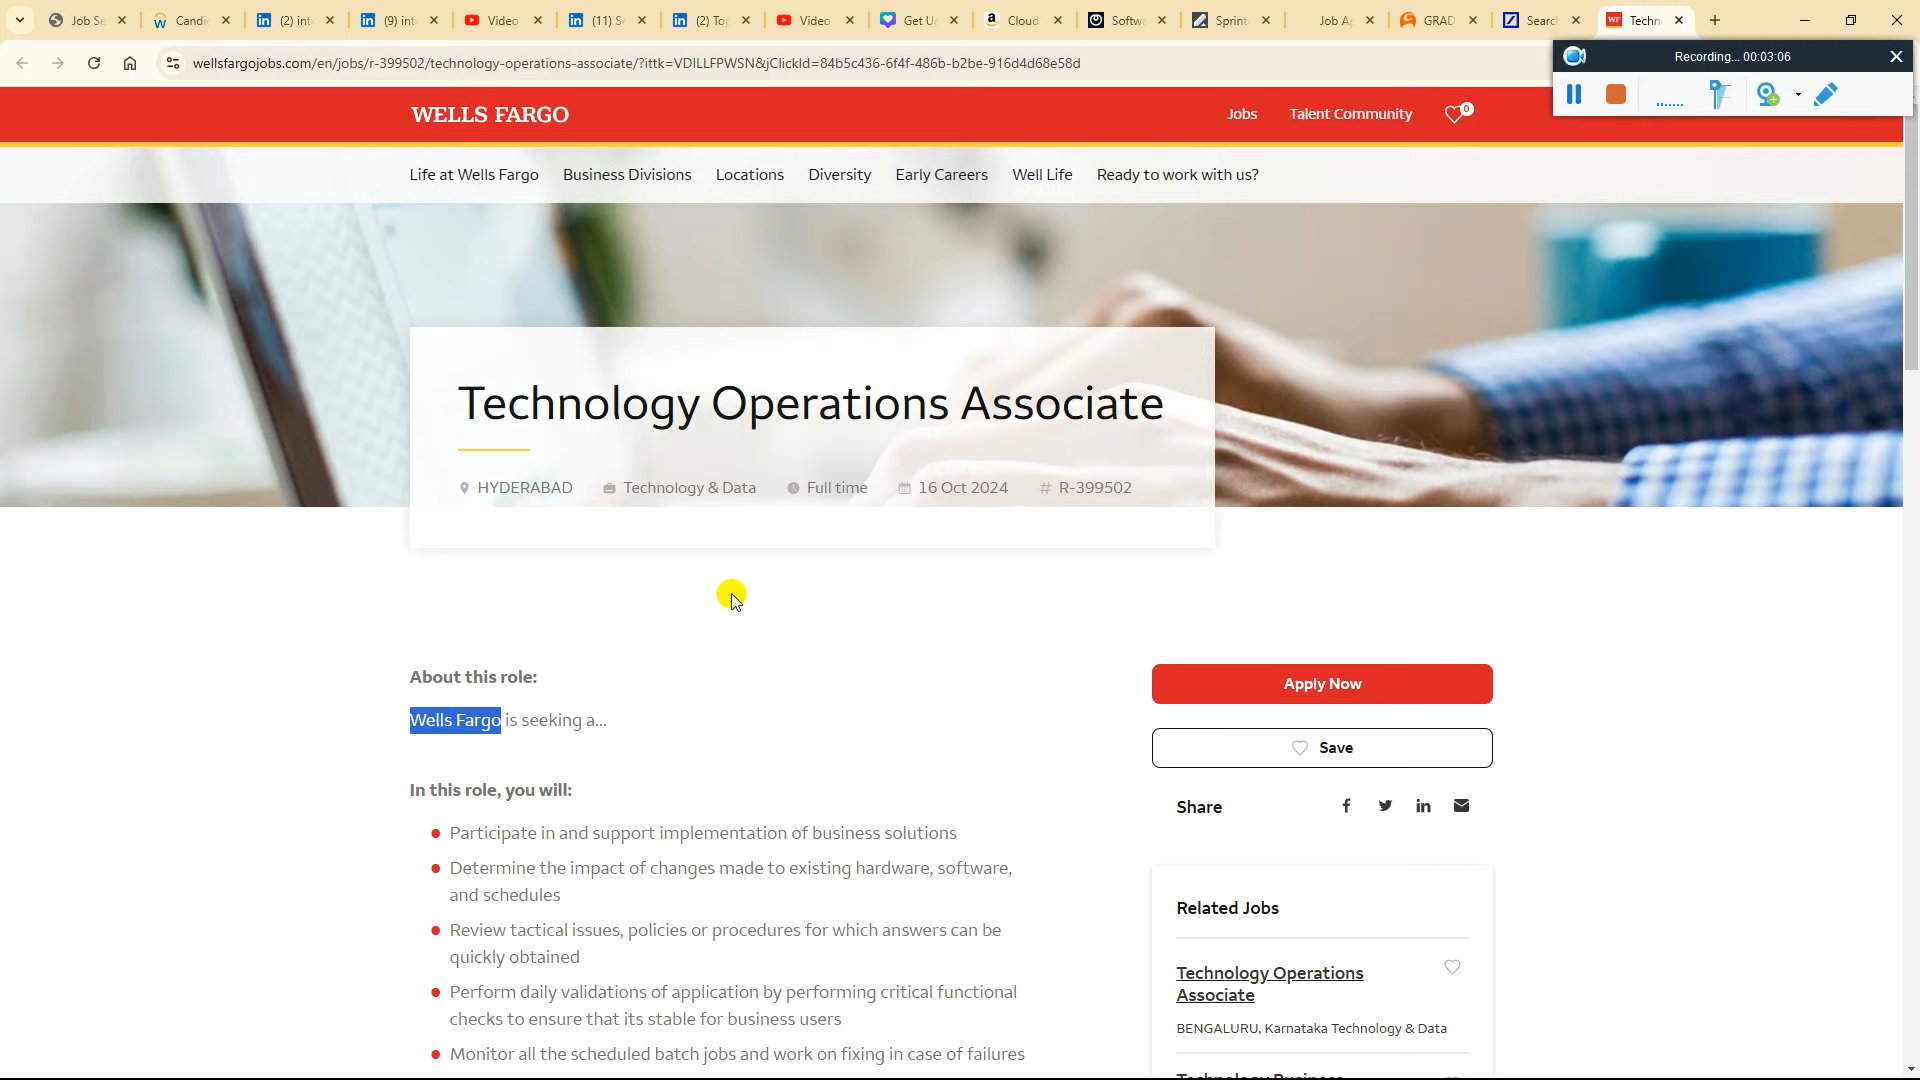 Job Se
Candi
(2) int
(9) int
Video
(11) Se
(2) To
Video
Get U
Cloud
Softw
Sprint
Job A
GRAD
Search
Techn
wellsfargojobs.com/en/jobs/r-399502/technology-operations-associate/?ittk=VDILLFPWSN&jClickId=84b5c436-6f4f-486b-b2be-916d4d68e58d
Recording... 00:03:06
WELLS FARGO
Jobs
Talent Community
0
Life at Wells Fargo
Business Divisions
Locations
Diversity
Early Careers
Well Life
Ready to work with us?
Technology Operations Associate
HYDERABAD
Technology & Data
Full time
16 Oct 2024
# R-399502
About this role:
Wells Fargo is seeking a...
In this role, you will:
Participate in and support implementation of business solutions
Determine the impact of changes made to existing hardware, software,
and schedules
Review tactical issues, policies or procedures for which answers can be
quickly obtained
Perform daily validations of application by performing critical functional
checks to ensure that its stable for business users
Monitor all the scheduled batch jobs and work on fixing in case of failures
Apply Now
Save
Share
Related Jobs
Technology Operations
Associate
BENGALURU, Karnataka Technology & Data
Technology Business